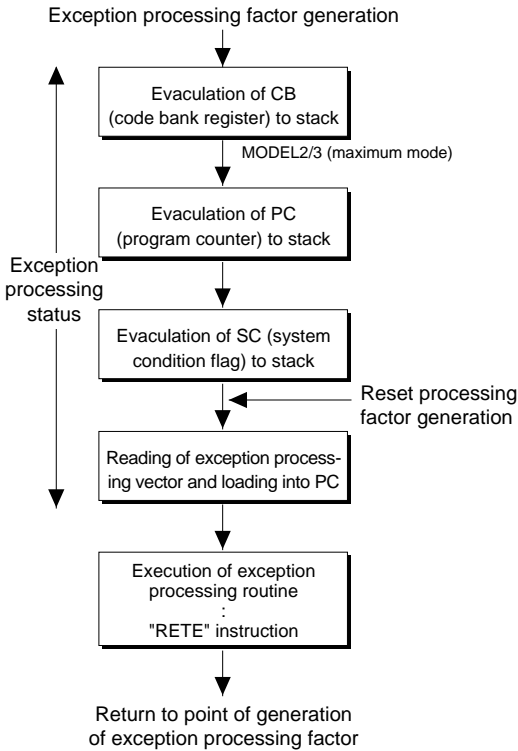 Exception processing factor generation
Evaculation of CB
(code bank register) to stack
MODEL2/3 (maximum mode)
Evaculation of PC
(program counter) to stack
Exception
processing
status
Evaculation of SC (system
condition flag) to stack
Reset processing
factor generation
Reading of exception process-
ing vector and loading into PC
Execution of exception
processing routine
:
"RETE" instruction
Return to point of generation
of exception processing factor